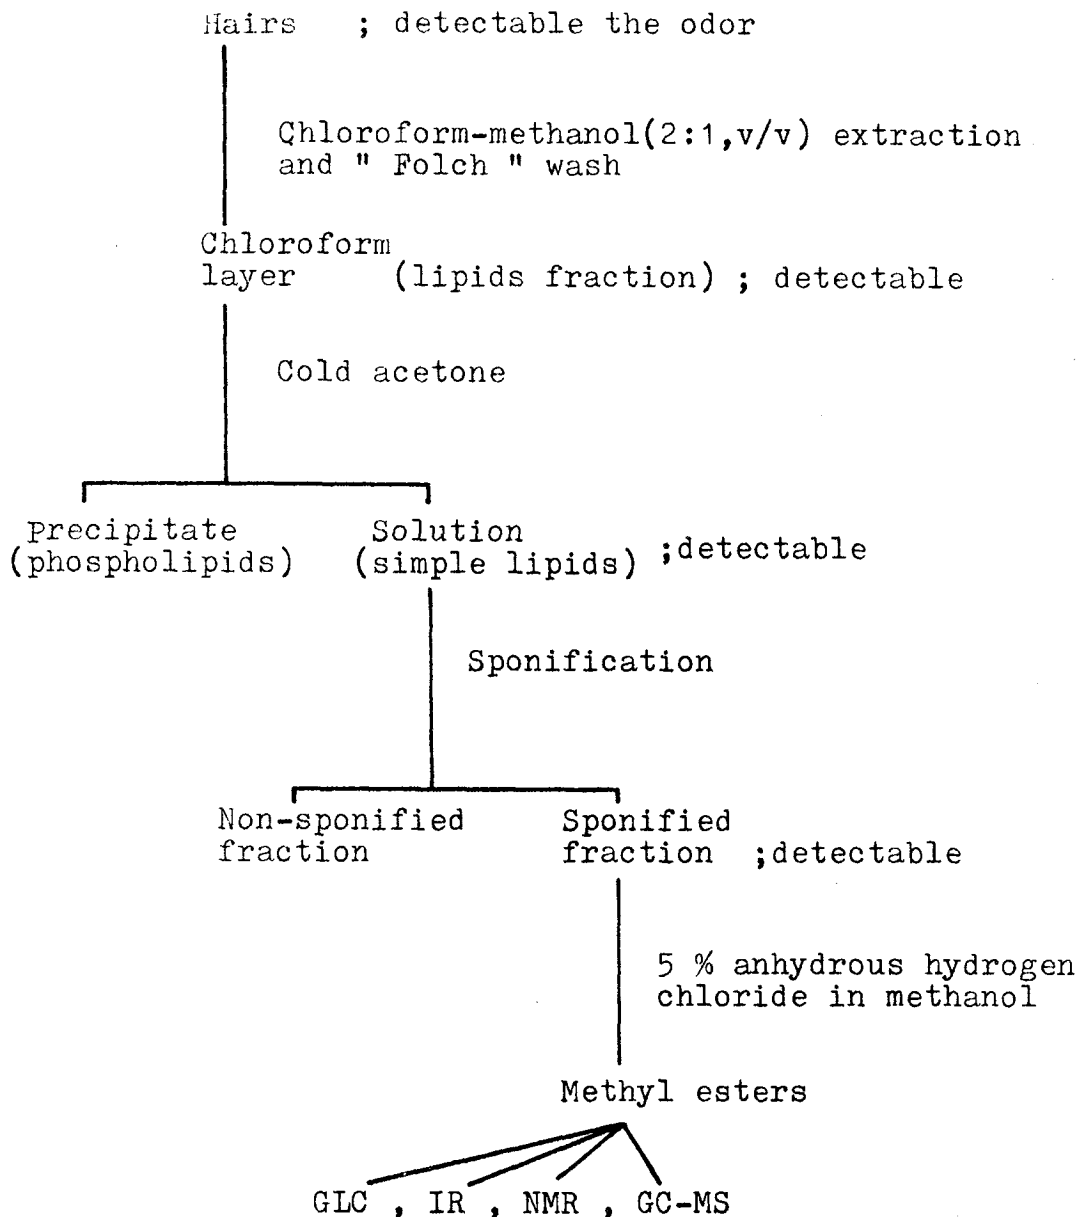 Hairs ; detectable the odor
Chloroform-methanol(2:1,v/v) extraction
and " Folch " wash
Chloroform
layer (lipids fraction) ; detectable
Cold acetone
Precipitate Solution
(phospholipids) (simple lipids) ;detectable
Sponification
Non-sponified Sponified
fraction fraction ;detectable
5 % anhydrous hydrogen
chloride in methanol
Methyl esters
GLC , IR , NMR , GC-MS